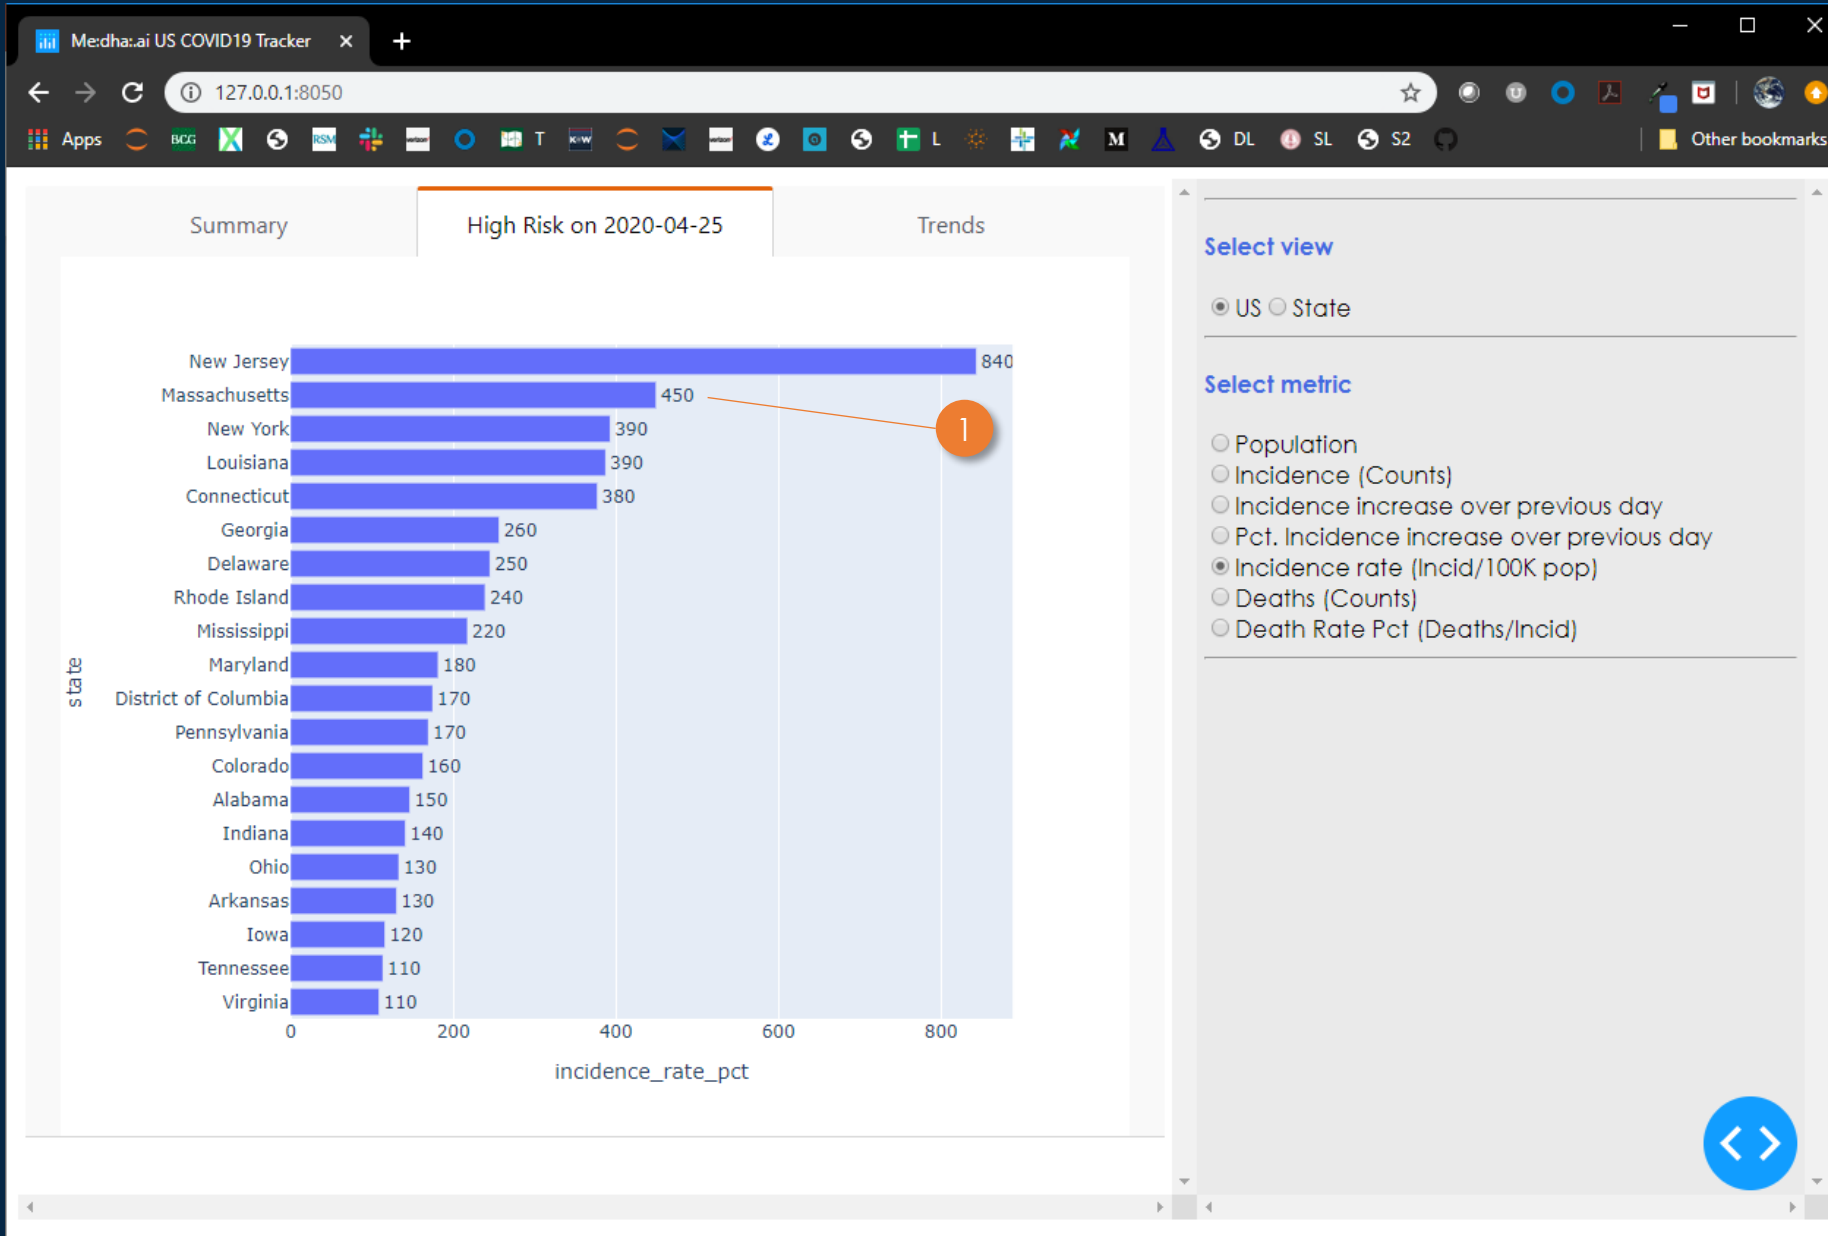 Me:dha:.ai US COVID19 Tracker
127.0.0.1:8050
Apps BCG RSM verizon T K=W verizon L M DL SL S2 Other bookmarks
Summary High Risk on 2020-04-25 Trends
New Jersey 840
Massachusetts 450
1
New York 390
Louisiana 390
Connecticut 380
Georgia 260
Delaware 250
Rhode Island 240
Mississippi 220
Maryland 180
District of Columbia 170
Pennsylvania 170
Colorado 160
Alabama 150
Indiana 140
Ohio 130
Arkansas 130
Iowa 120
Tennessee 110
Virginia 110
state
0 200 400 600 800
incidence_rate_pct
Select view
US State
Select metric
Population
Incidence (Counts)
Incidence increase over previous day
Pct. Incidence increase over previous day
Incidence rate (Incid/100K pop)
Deaths (Counts)
Death Rate Pct (Deaths/Incid)